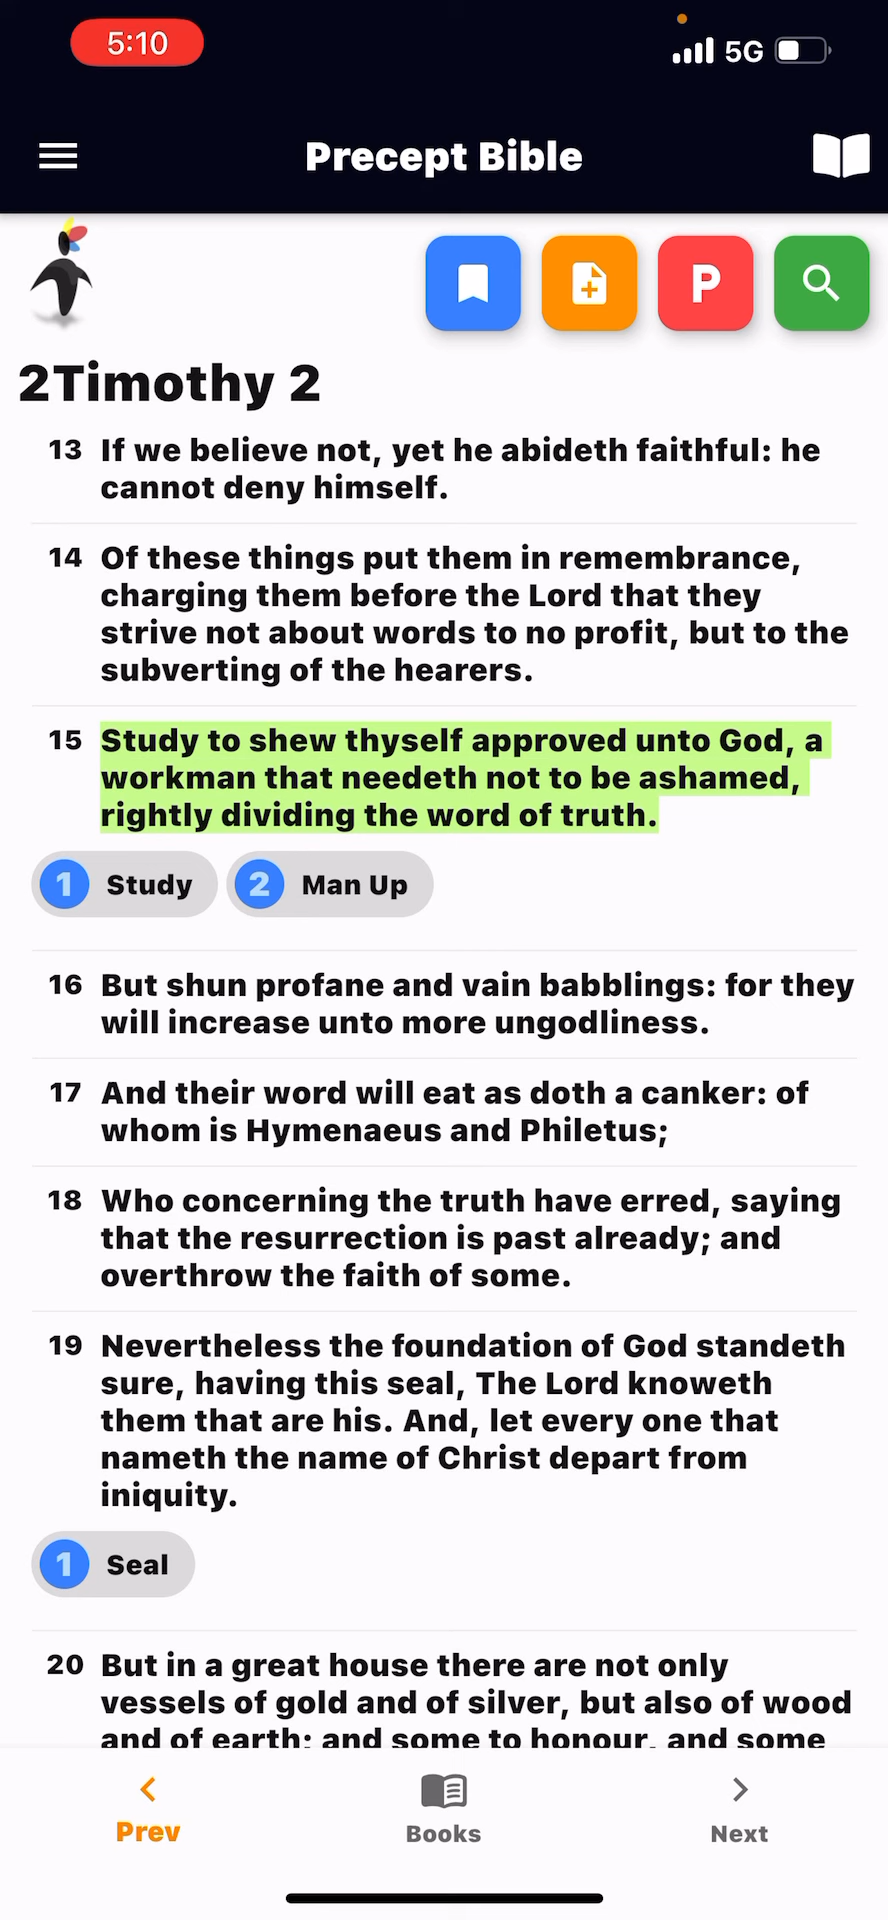 5:10
5G
Precept Bible
P
2Timothy 2
13 If we believe not, yet he abideth faithful: he
cannot deny himself.
14 Of these things put them in remembrance,
charging them before the Lord that they
strive not about words to no profit, but to the
subverting of the hearers.
15 Study to shew thyself approved unto God, a
workman that needeth not to be ashamed,
rightly dividing the word of truth.
1 Study 2 Man Up
16 But shun profane and vain babblings: for they
will increase unto more ungodliness.
17 And their word will eat as doth a canker: of
whom is Hymenaeus and Philetus;
18 Who concerning the truth have erred, saying
that the resurrection is past already; and
overthrow the faith of some.
19 Nevertheless the foundation of God standeth
sure, having this seal, The Lord knoweth
them that are his. And, let every one that
nameth the name of Christ depart from
iniquity.
1 Seal
20 But in a great house there are not only
vessels of gold and of silver, but also of wood
and of earth; and some to honour, and some
Prev Books Next